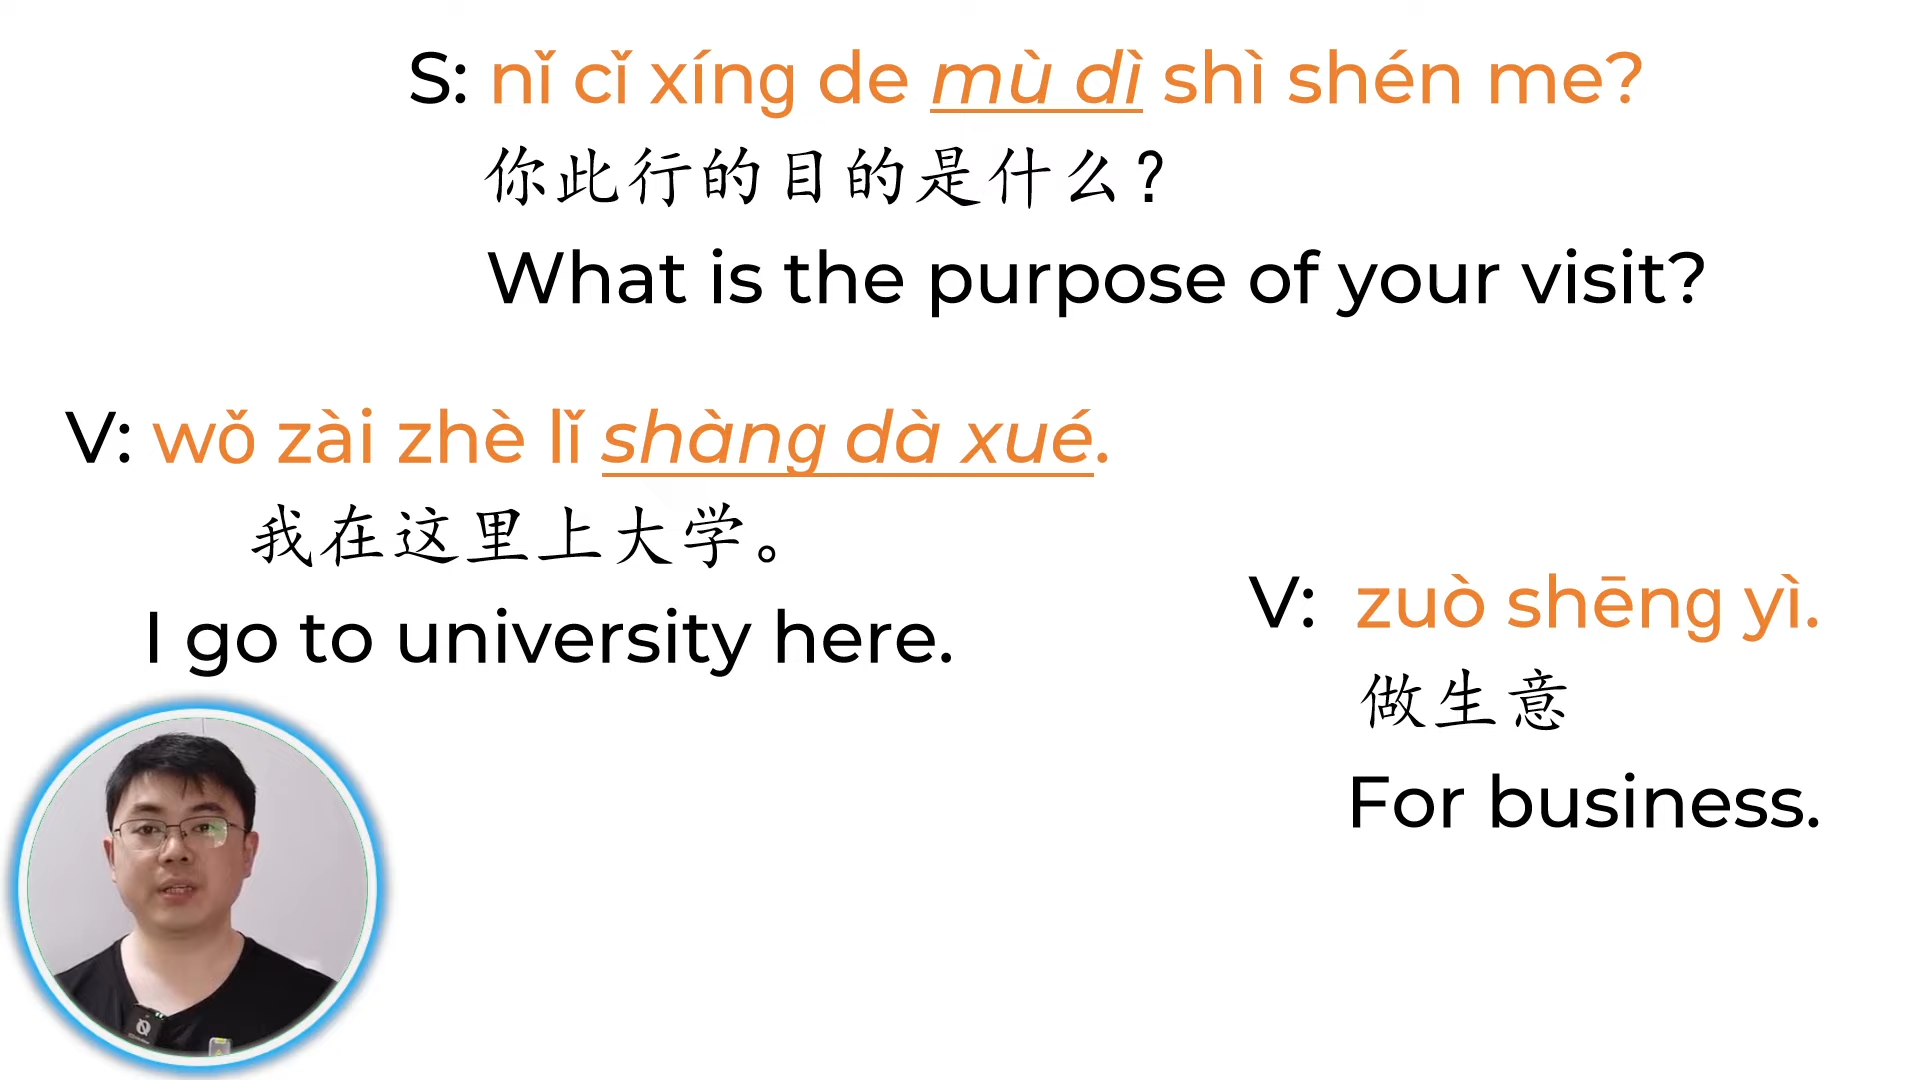 S: nǐ cǐ xíng de mù dì shì shén me?
你此行的目的是什么？
What is the purpose of your visit?
V: wǒ zài zhè lǐ shàng dà xué.
我在这里上大学。
I go to university here.
V: zuò shēng yì.
做生意
For business.